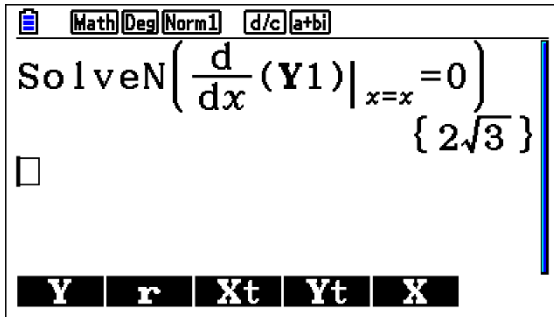 Math Deg Norm1 d/c a+bi
SolveN(d/dx(Y1)|x=x=0)
{2√3}
Y r Xt Yt X